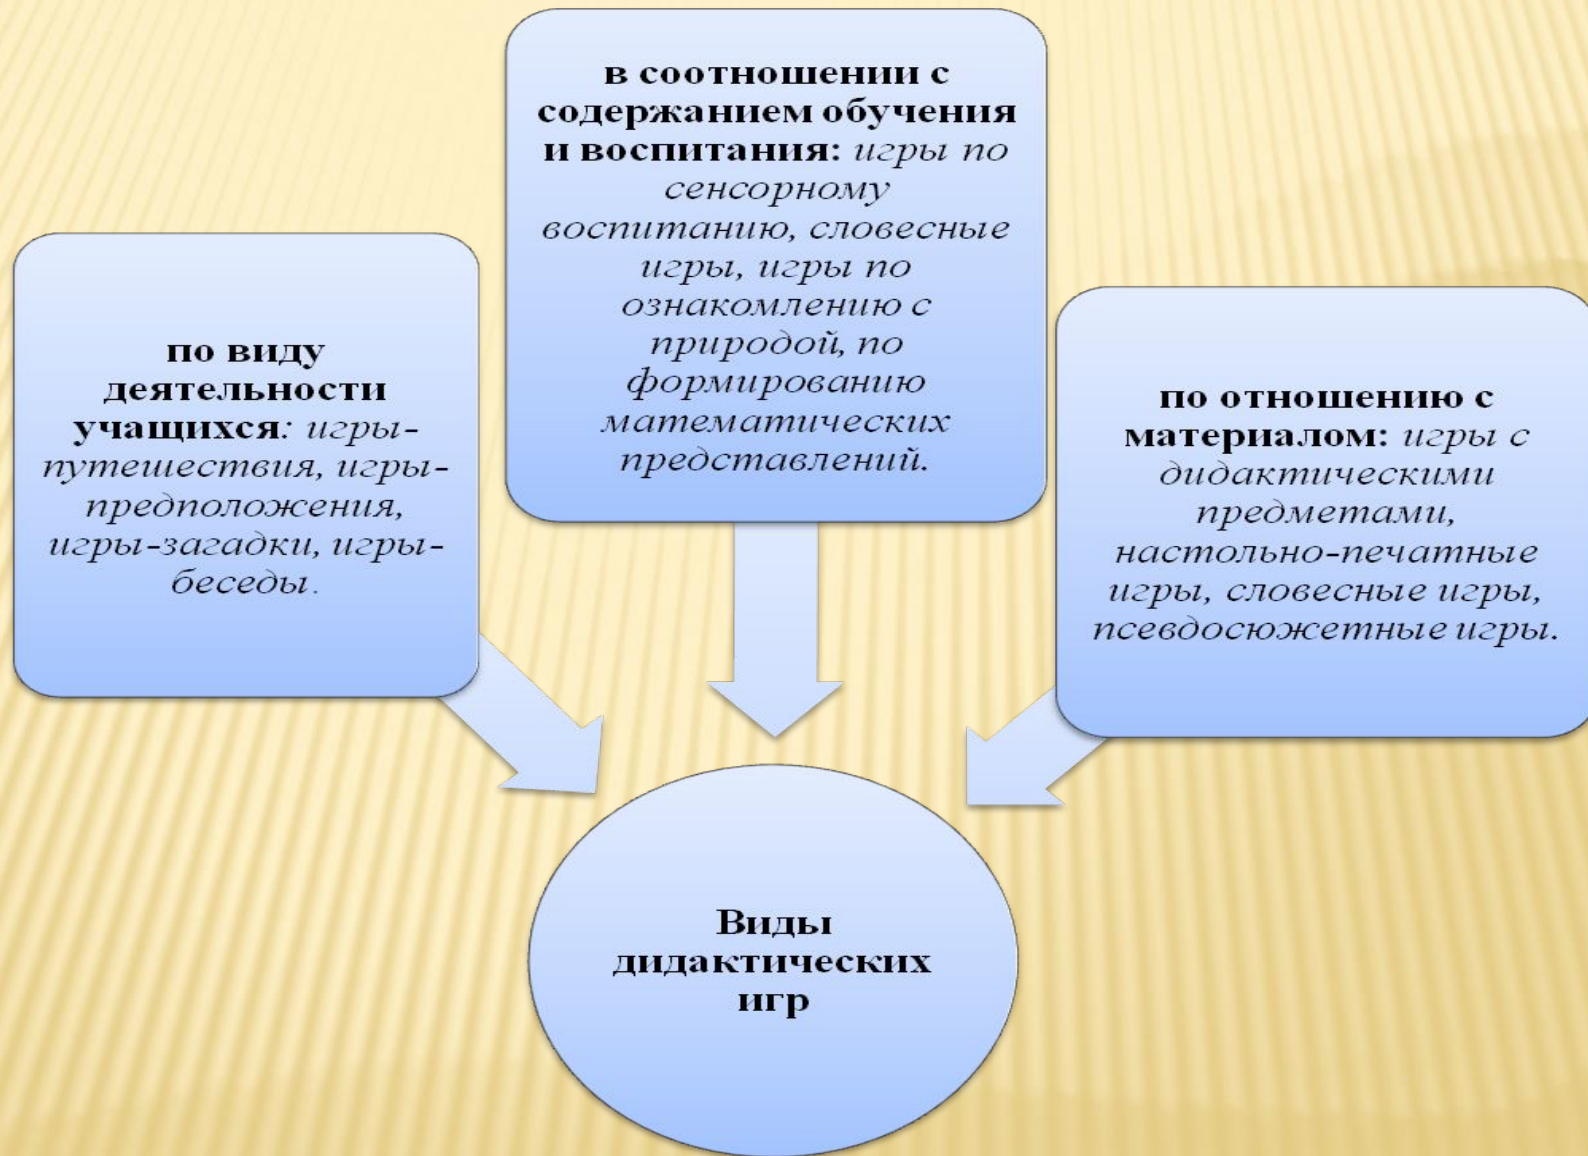 по виду
деятельности
учащихся: игры-
путешествия, игры-
предположения,
игры-загадки, игры-
беседы.
в соотношении с
содержанием обучения
и воспитания: игры по
сенсорному
воспитанию, словесные
игры, игры по
ознакомлению с
природой, по
формированию
математических
представлений.
по отношению с
материалом: игры с
дидактическими
предметами,
настольно-печатные
игры, словесные игры,
псевдосюжетные игры.
Виды
дидактических
игр